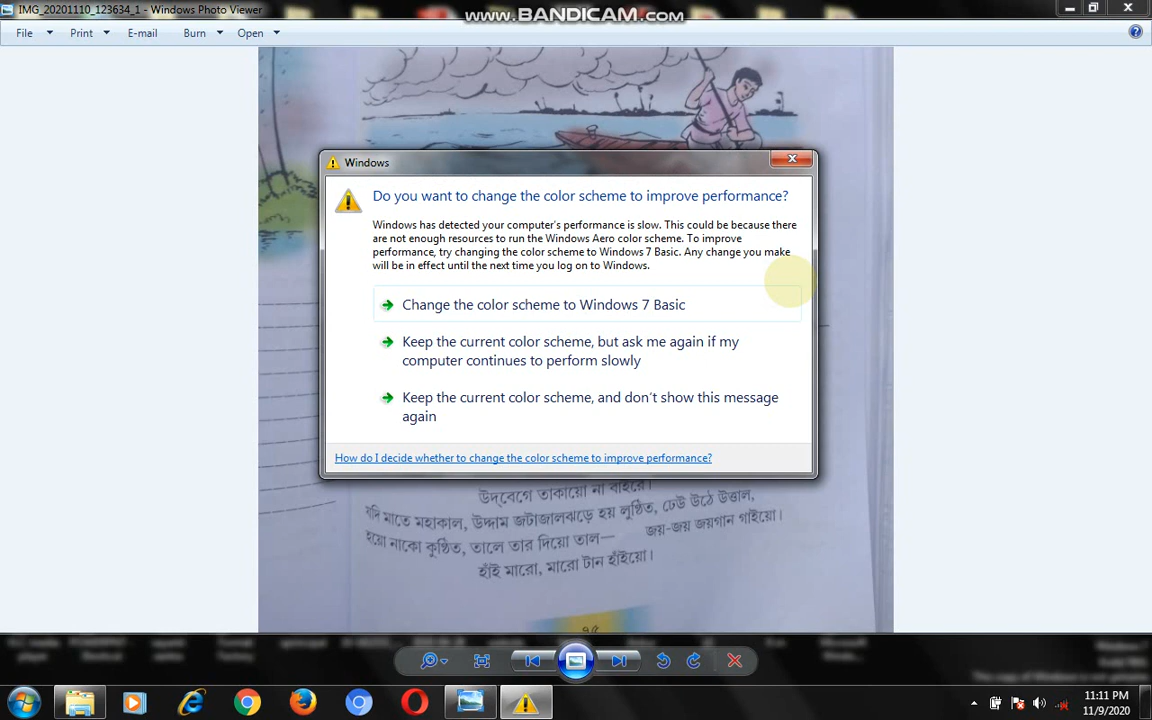 IMG_20201110_123634_1 - Windows Photo Viewer
www.BANDICAM.com
File Print E-mail Burn Open
Windows
Do you want to change the color scheme to improve performance?
Windows has detected your computer's performance is slow. This could be because there
are not enough resources to run the Windows Aero color scheme. To improve
performance, try changing the color scheme to Windows 7 Basic. Any change you make
will be in effect until the next time you log on to Windows.
Change the color scheme to Windows 7 Basic
Keep the current color scheme, but ask me again if my
computer continues to perform slowly
Keep the current color scheme, and don't show this message
again
How do I decide whether to change the color scheme to improve performance?
উদ্‌বেগে তাকায়ো না বাইরে।
যদি মাতে মহাকাল, উদ্দাম জটাজাল ঝড়ে হয় লুণ্ঠিত, ঢেউ উঠে উত্তাল,
হয়ো নাকো কুণ্ঠিত, তালে তার দিয়ো তাল— জয়-জয় জয়গান গাইয়ো।
হাঁই মারো, মারো টান হাঁইয়ো।
11:11 PM
11/9/2020